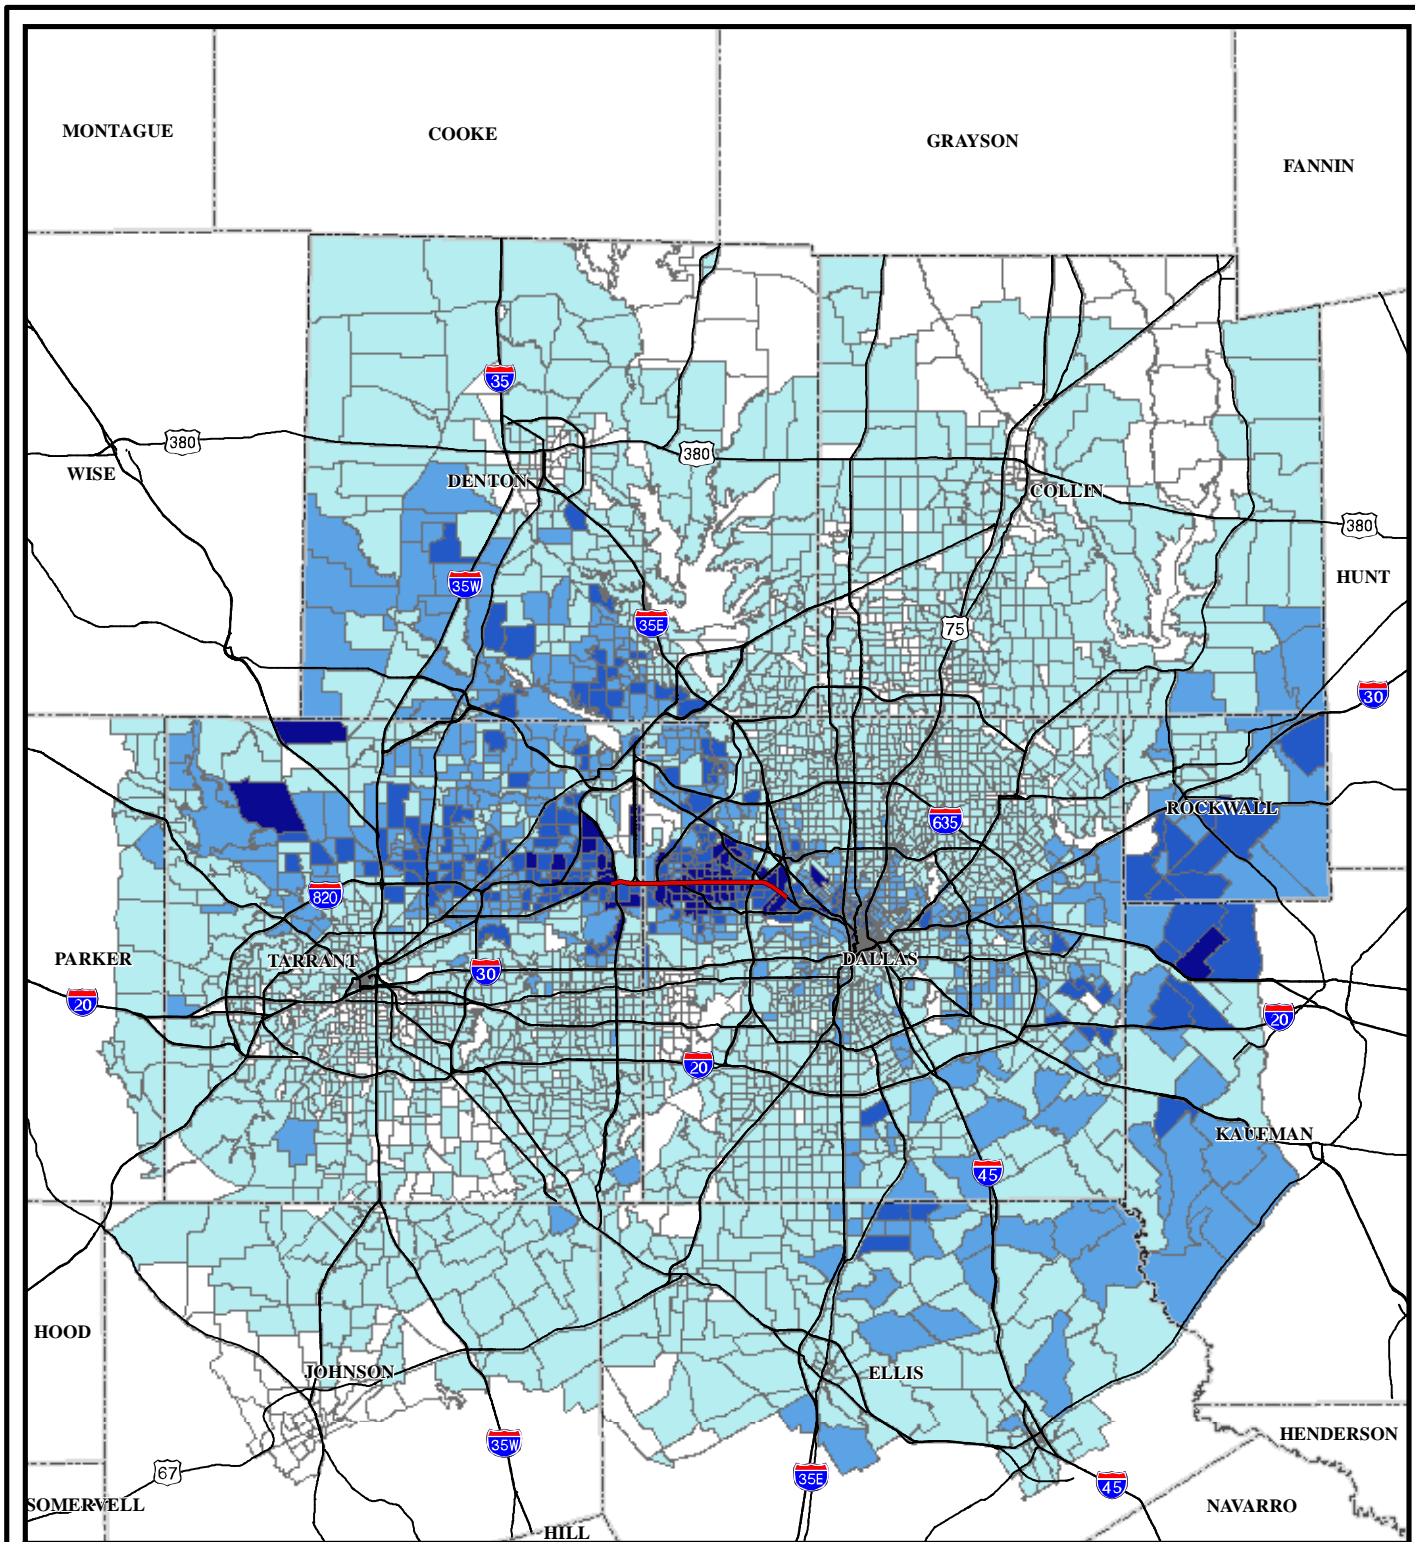 MONTAGUE
COOKE
GRAYSON
FANNIN
35
380
380
WISE
DENTON
COLLIN
380
35W
HUNT
35E
75
30
ROCKWALL
635
820
PARKER
TARRANT
30
DALLAS
20
20
20
KAUFMAN
45
HOOD
JOHNSON
ELLIS
HENDERSON
35W
67
35E
45
SOMERVELL
NAVARRO
HILL